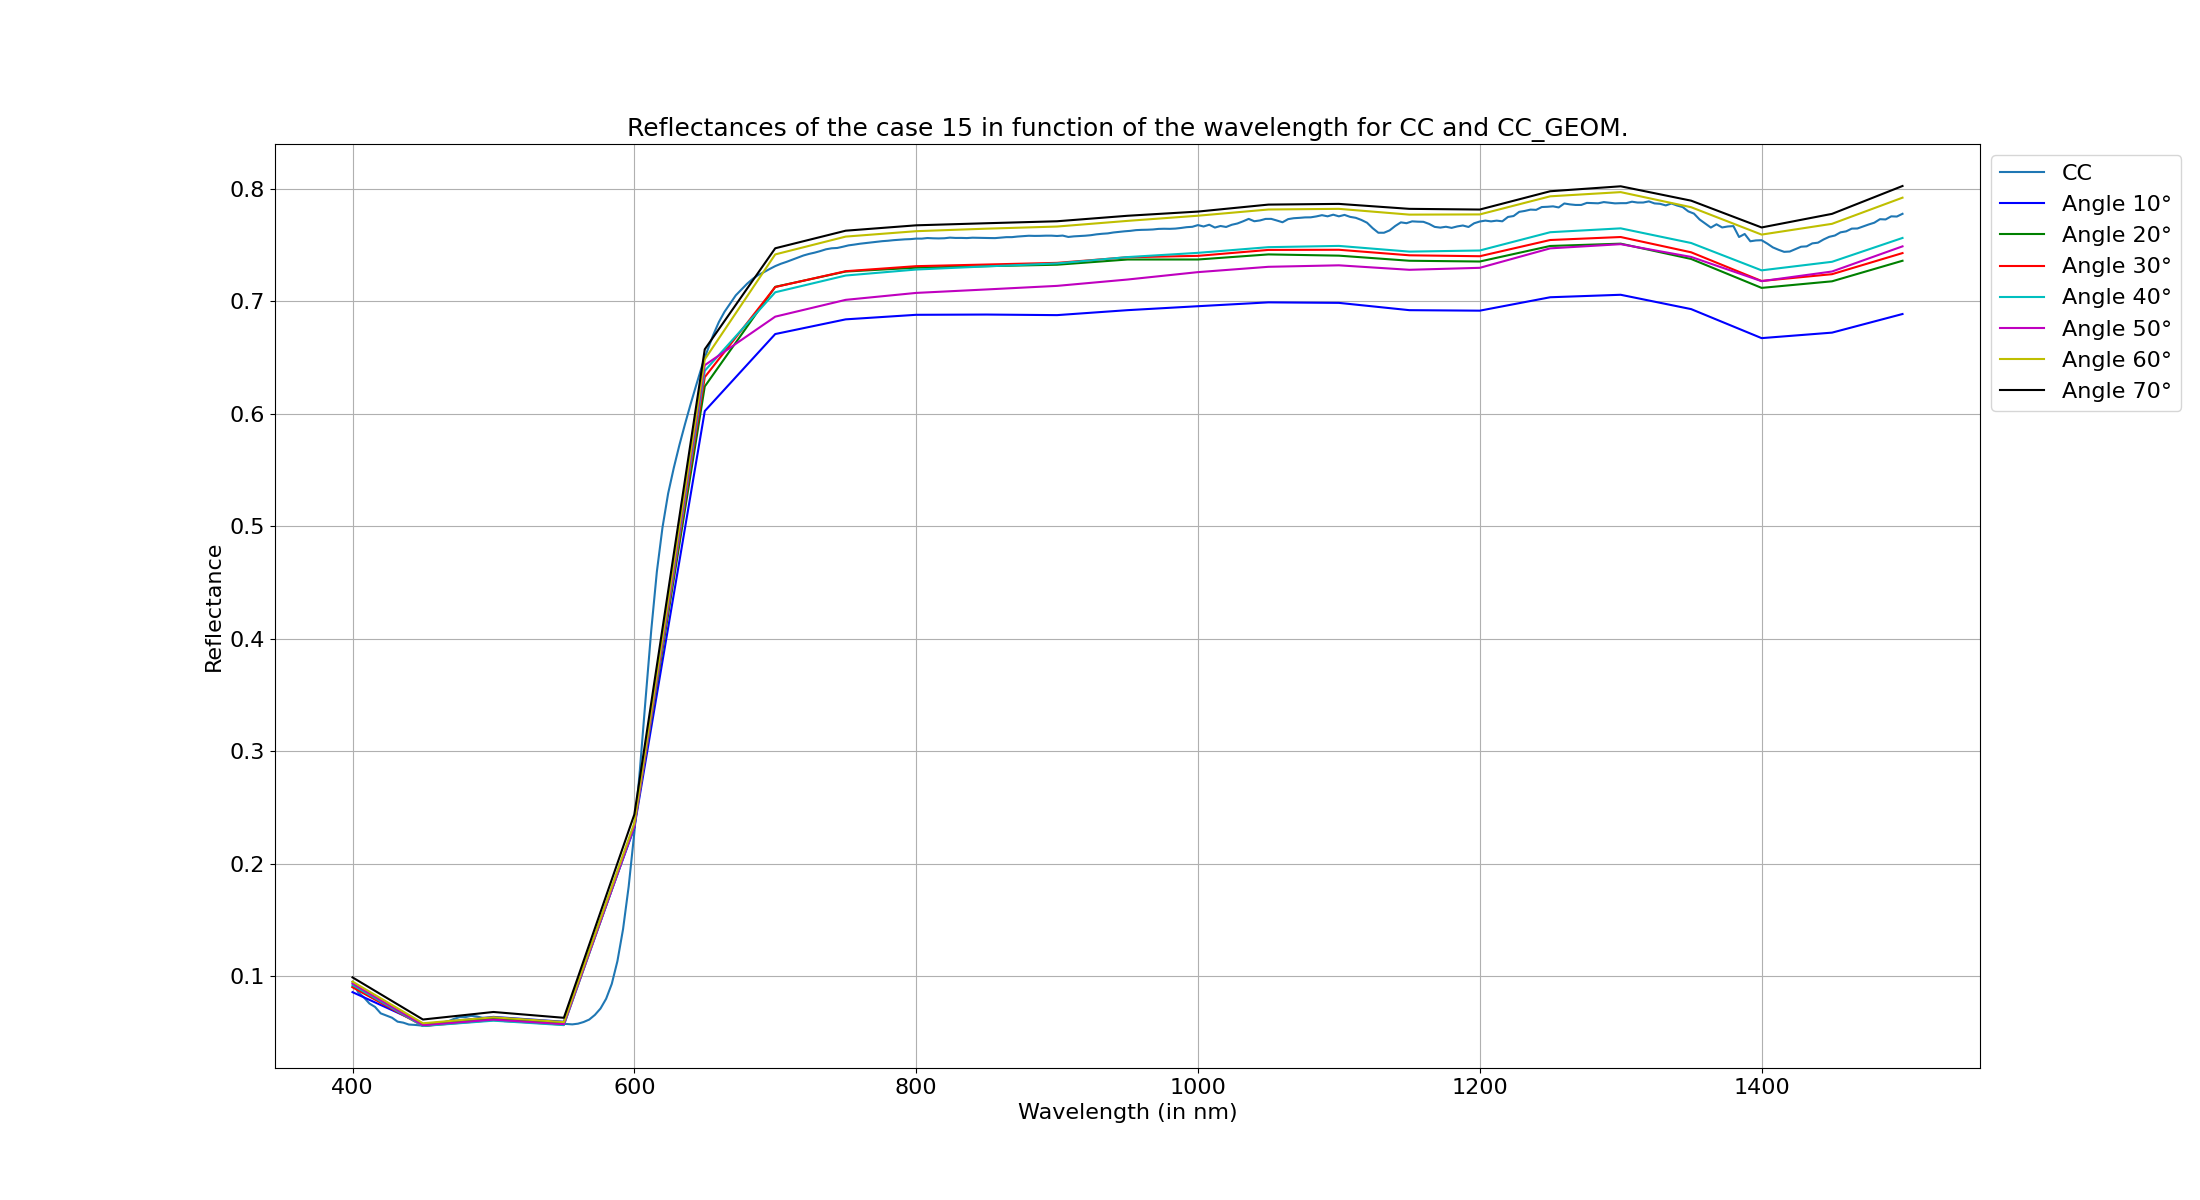 Reflectances of the case 15 in function of the wavelength for CC and CC_GEOM.
CC
Angle 10°
Angle 20°
Angle 30°
Angle 40°
Angle 50°
Angle 60°
Angle 70°
Reflectance
0.8
0.7
0.6
0.5
0.4
0.3
0.2
0.1
400 600 800 1000 1200 1400
Wavelength (in nm)